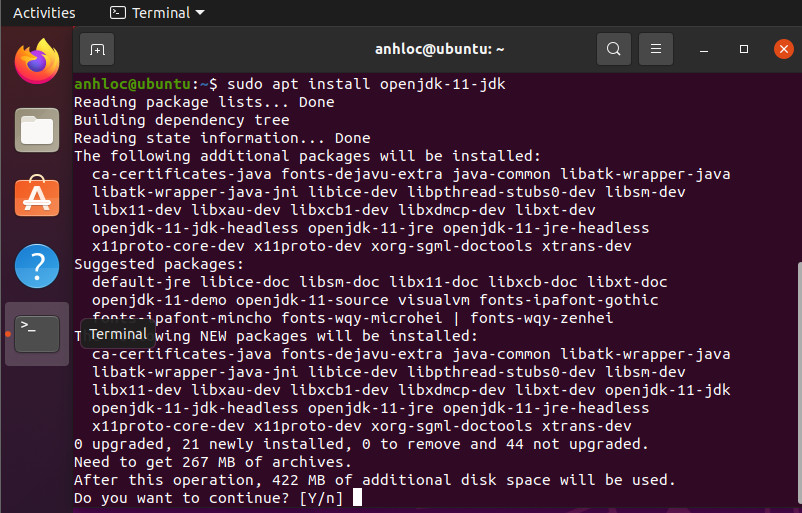 Activities
Terminal
anhloc@ubuntu: ~
anhloc@ubuntu:~$ sudo apt install openjdk-11-jdk
Reading package lists... Done
Building dependency tree
Reading state information... Done
The following additional packages will be installed:
ca-certificates-java fonts-dejavu-extra java-common libatk-wrapper-java
libatk-wrapper-java-jni libice-dev libpthread-stubs0-dev libsm-dev
libx11-dev libxau-dev libxcb1-dev libxdmcp-dev libxt-dev
openjdk-11-jdk-headless openjdk-11-jre openjdk-11-jre-headless
x11proto-core-dev x11proto-dev xorg-sgml-doctools xtrans-dev
Suggested packages:
default-jre libice-doc libsm-doc libx11-doc libxcb-doc libxt-doc
openjdk-11-demo openjdk-11-source visualvm fonts-ipafont-gothic
fonts-ipafont-mincho fonts-wqy-microhei | fonts-wqy-zenhei
Terminal
NEW packages will be installed:
ca-certificates-java fonts-dejavu-extra java-common libatk-wrapper-java
libatk-wrapper-java-jni libice-dev libpthread-stubs0-dev libsm-dev
libx11-dev libxau-dev libxcb1-dev libxdmcp-dev libxt-dev openjdk-11-jdk
openjdk-11-jdk-headless openjdk-11-jre openjdk-11-jre-headless
x11proto-core-dev x11proto-dev xorg-sgml-doctools xtrans-dev
0 upgraded, 21 newly installed, 0 to remove and 44 not upgraded.
Need to get 267 MB of archives.
After this operation, 422 MB of additional disk space will be used.
Do you want to continue? [Y/n]